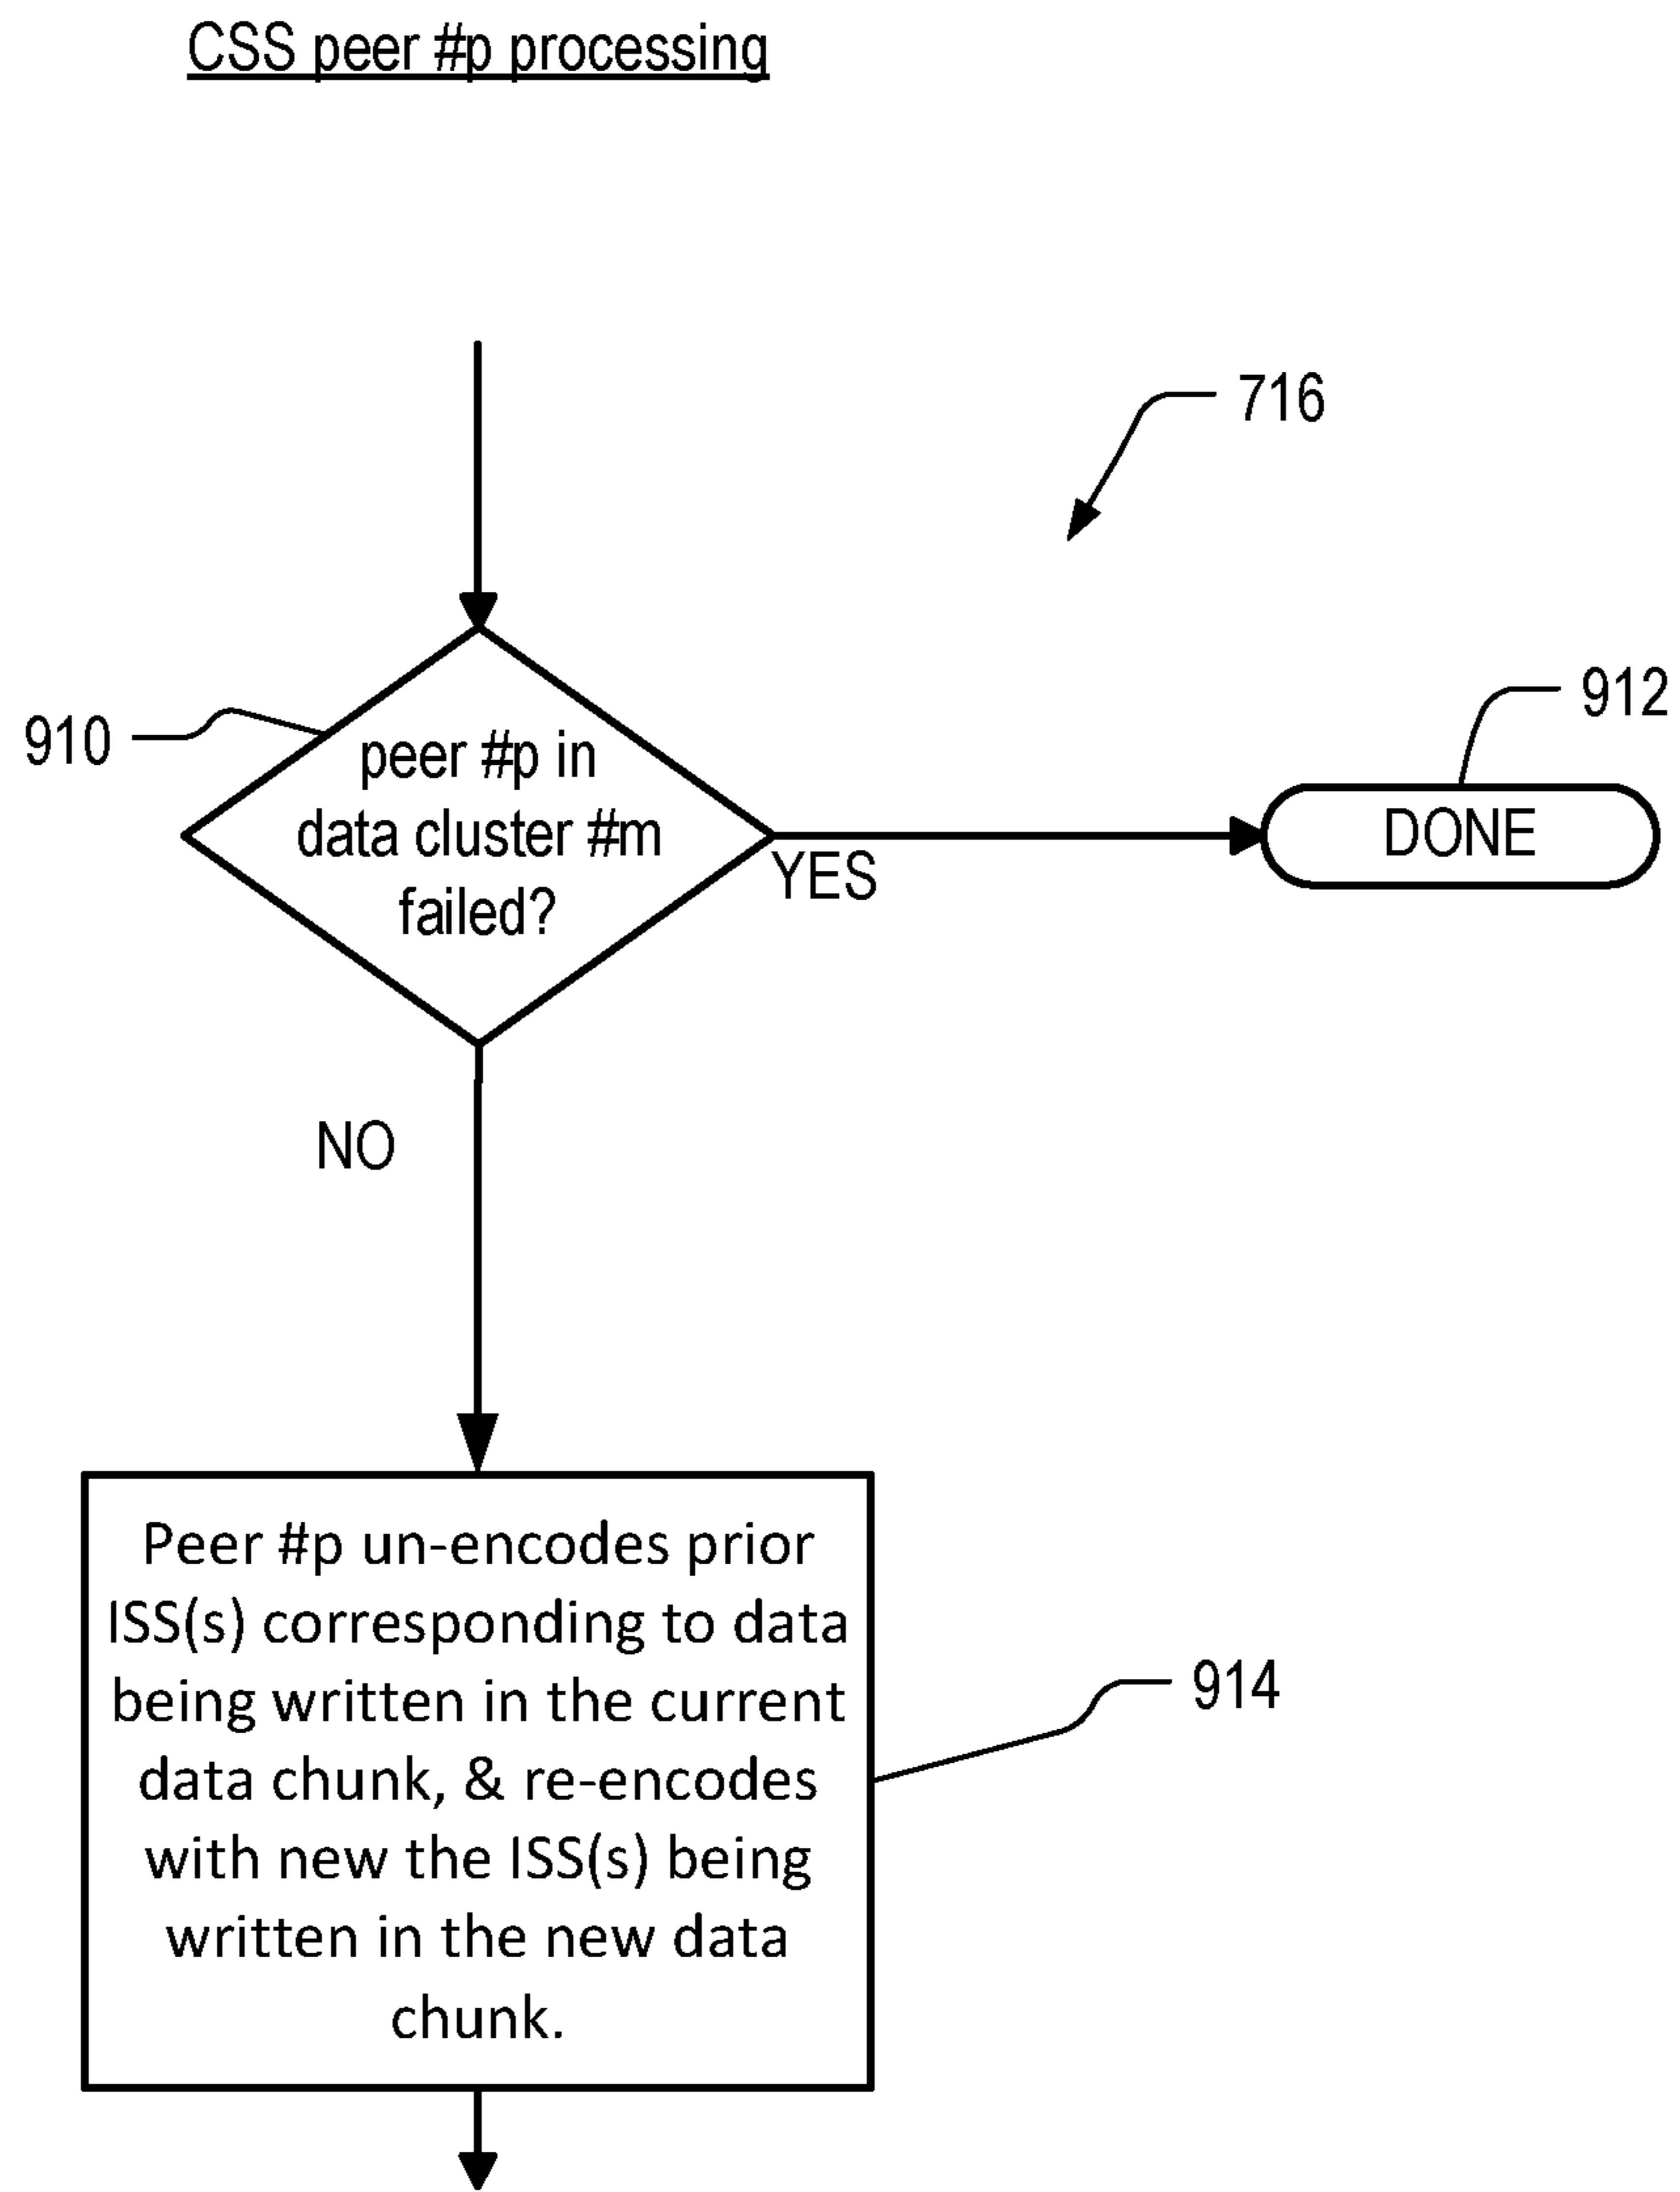 CSS peer #p processing
716
912
910
peer #p in
data cluster #m
failed?
YES
DONE
NO
Peer #p un-encodes prior
ISS(s) corresponding to data
being written in the current
data chunk, & re-encodes
with new the ISS(s) being
written in the new data
chunk.
914